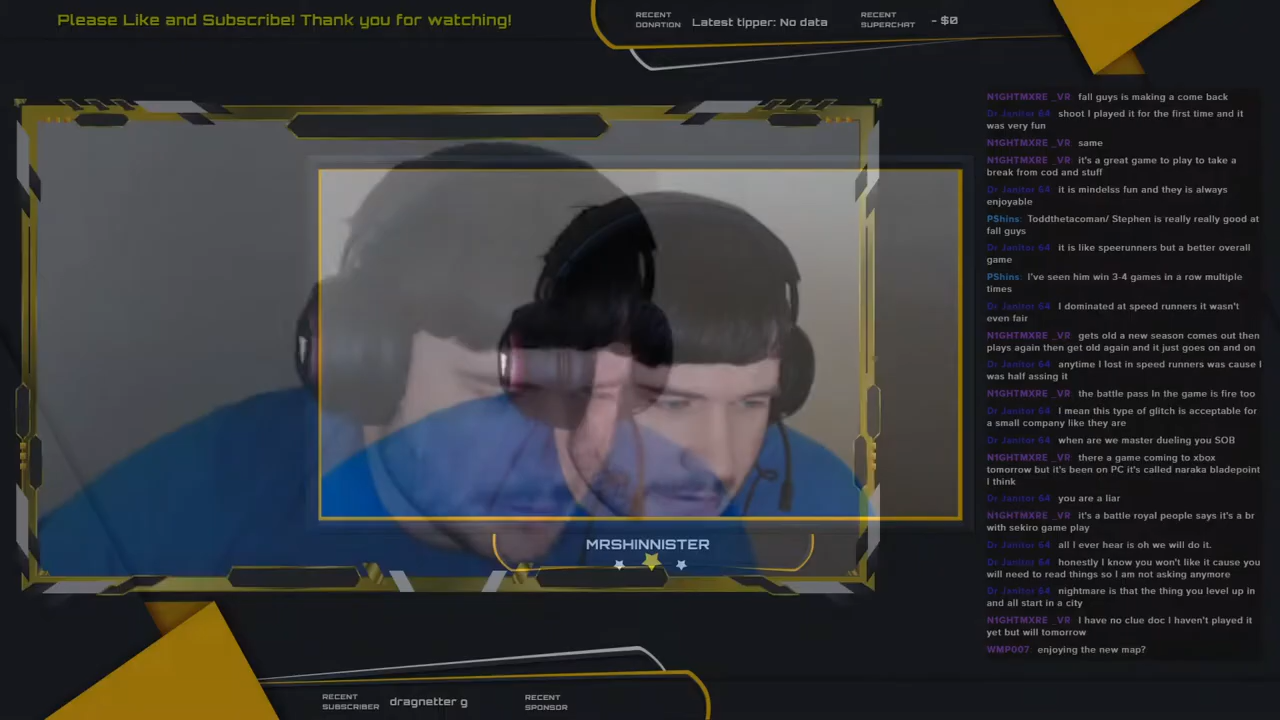 Please Like and Subscribe! Thank you for watching!
RECENT DONATION
Latest tipper: No data
RECENT SUPERCHAT
- $0
N1GHTMXRE _VR: fall guys is making a come back
Dr Janitor 64: shoot I played it for the first time and it
was very fun
N1GHTMXRE _VR: same
N1GHTMXRE _VR: it's a great game to play to take a
break from cod and stuff
Dr Janitor 64: it is mindelss fun and they is always
enjoyable
PShins: Toddthetacoman/ Stephen is really really good at
fall guys
Dr Janitor 64: it is like speerunners but a better overall
game
PShins: I've seen him win 3-4 games in a row multiple
times
Dr Janitor 64: I dominated at speed runners it wasn't
even fair
N1GHTMXRE _VR: gets old a new season comes out then
plays again then get old again and it just goes on and on
Dr Janitor 64: anytime I lost in speed runners was cause I
was half assing it
N1GHTMXRE _VR: the battle pass In the game is fire too
Dr Janitor 64: I mean this type of glitch is acceptable for
a small company like they are
Dr Janitor 64: when are we master dueling you SOB
N1GHTMXRE _VR: there a game coming to xbox
tomorrow but it's been on PC it's called naraka bladepoint
I think
Dr Janitor 64: you are a liar
N1GHTMXRE _VR: it's a battle royal people says it's a br
with sekiro game play
Dr Janitor 64: all I ever hear is oh we will do it.
Dr Janitor 64: honestly I know you won't like it cause you
will need to read things so I am not asking anymore
Dr Janitor 64: nightmare is that the thing you level up in
and all start in a city
N1GHTMXRE _VR: I have no clue doc I haven't played it
yet but will tomorrow
WMP007: enjoying the new map?
MRSHINNISTER
RECENT SUBSCRIBER
dragnetter g
RECENT SPONSOR